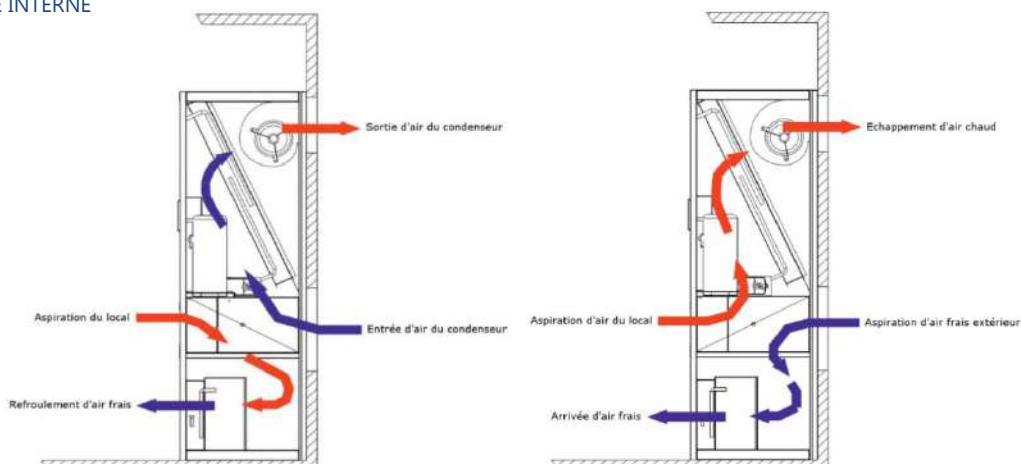 INTERNE
Sortie d'air du condenseur
Aspiration du local
Entrée d'air du condenseur
Refroulement d'air frais
Echappement d'air chaud
Aspiration d'air du local
Aspiration d'air frais extérieur
Arrivée d'air frais